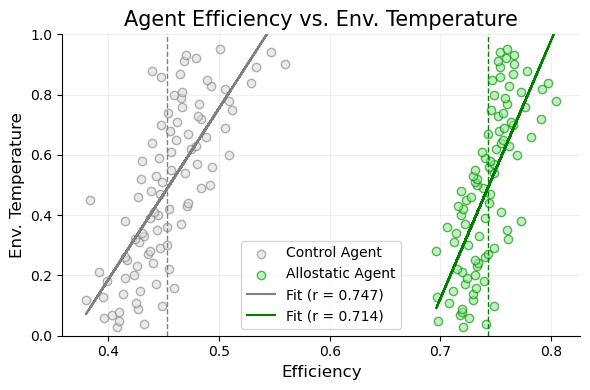 Agent Efficiency vs. Env. Temperature
Env. Temperature
1.0
0.8
0.6
0.4
0.2
0.0
Control Agent
Allostatic Agent
Fit (r = 0.747)
Fit (r = 0.714)
0.4 0.5 0.6 0.7 0.8
Efficiency